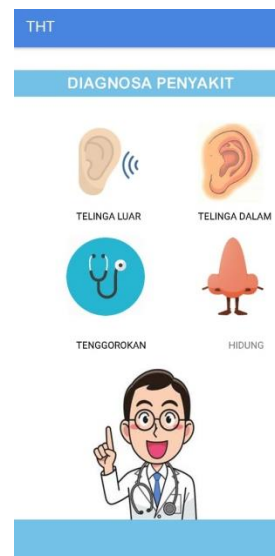 THT
DIAGNOSA PENYAKIT
TELINGA LUAR
TELINGA DALAM
TENGGOROKAN
HIDUNG